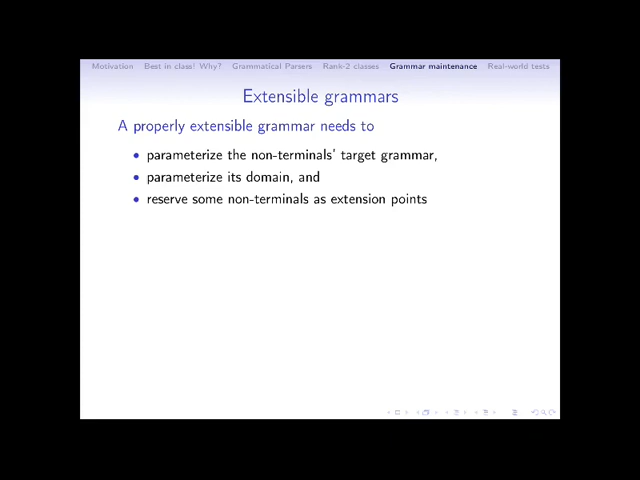 Motivation Best in class! Why? Grammatical Parsers Rank-2 classes Grammar maintenance Real-world tests
Extensible grammars
A properly extensible grammar needs to
• parameterize the non-terminals' target grammar,
• parameterize its domain, and
• reserve some non-terminals as extension points